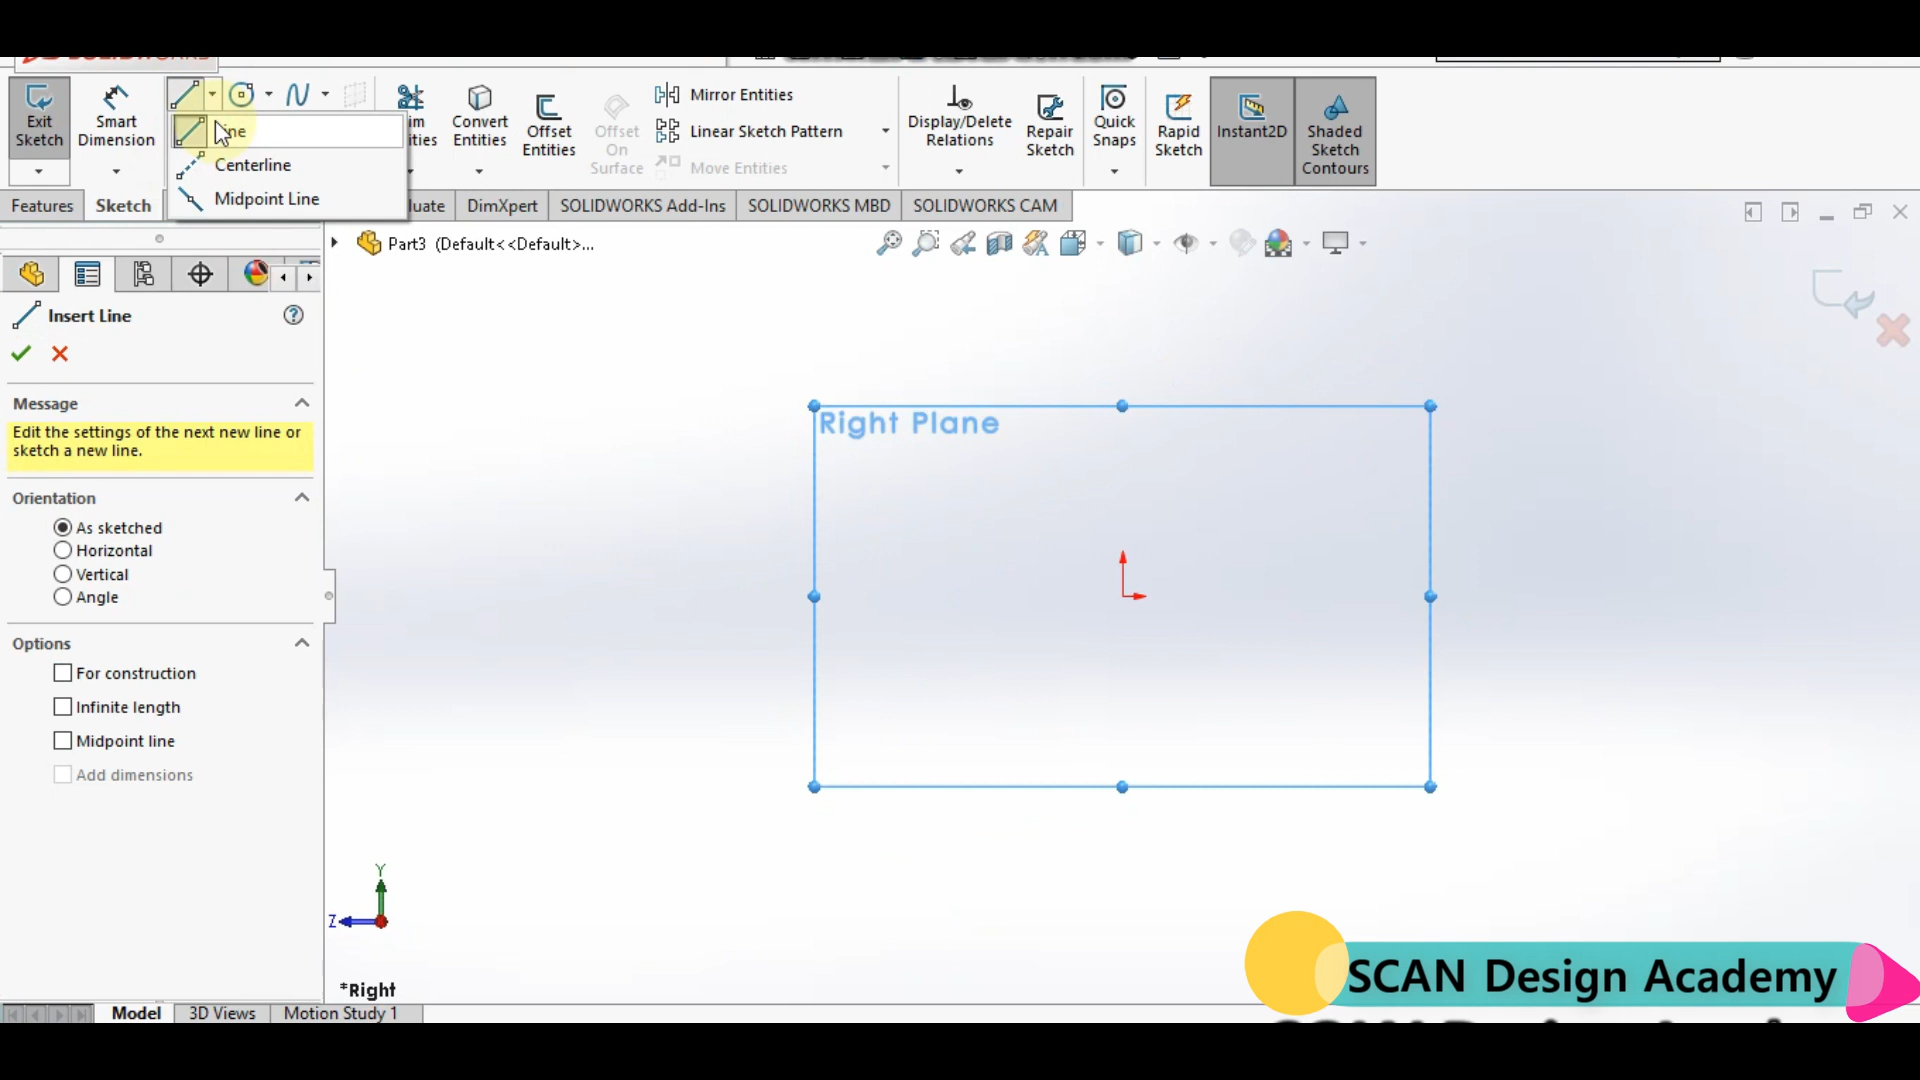 SOLIDWORKS
Exit
Sketch
Smart
Dimension
Line
Centerline
Midpoint Line
Convert
Entities
Offset
Entities
Offset
On
Surface
Mirror Entities
Linear Sketch Pattern
Move Entities
Display/Delete
Relations
Repair
Sketch
Quick
Snaps
Rapid
Sketch
Instant2D
Shaded
Sketch
Contours
Features
Sketch
DimXpert
SOLIDWORKS Add-Ins
SOLIDWORKS MBD
SOLIDWORKS CAM
Part3 (Default<<Default>...
Insert Line
Message
Edit the settings of the next new line or
sketch a new line.
Orientation
As sketched
Horizontal
Vertical
Angle
Options
For construction
Infinite length
Midpoint line
Add dimensions
Right Plane
Y
Z
*Right
SCAN Design Academy
Model
3D Views
Motion Study 1